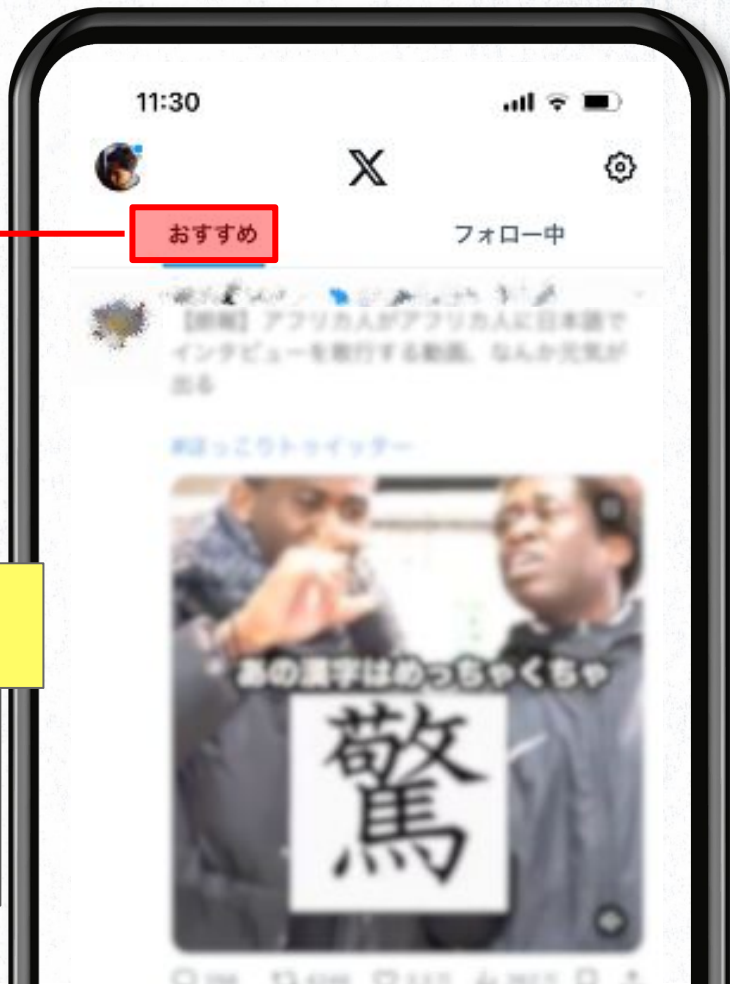 11:30
おすすめ
フォロー中
アフリカ人がアフリカ人に日本語で
インタビューを敢行する動画、なんか元気が
出る
#ほっこりトゥイッター
あの漢字はめっちゃくちゃ
驚